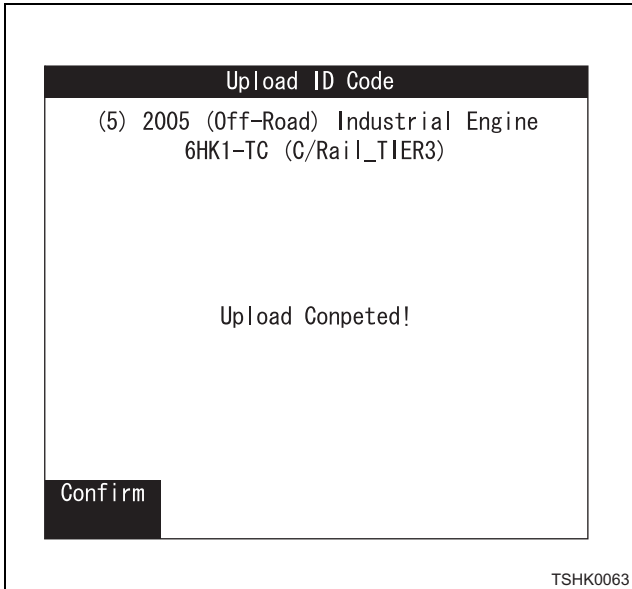 Upload ID Code
(5) 2005 (Off-Road) Industrial Engine
6HK1-TC (C/Rail_TIER3)
Upload Conpeted!
Confirm
TSHK0063